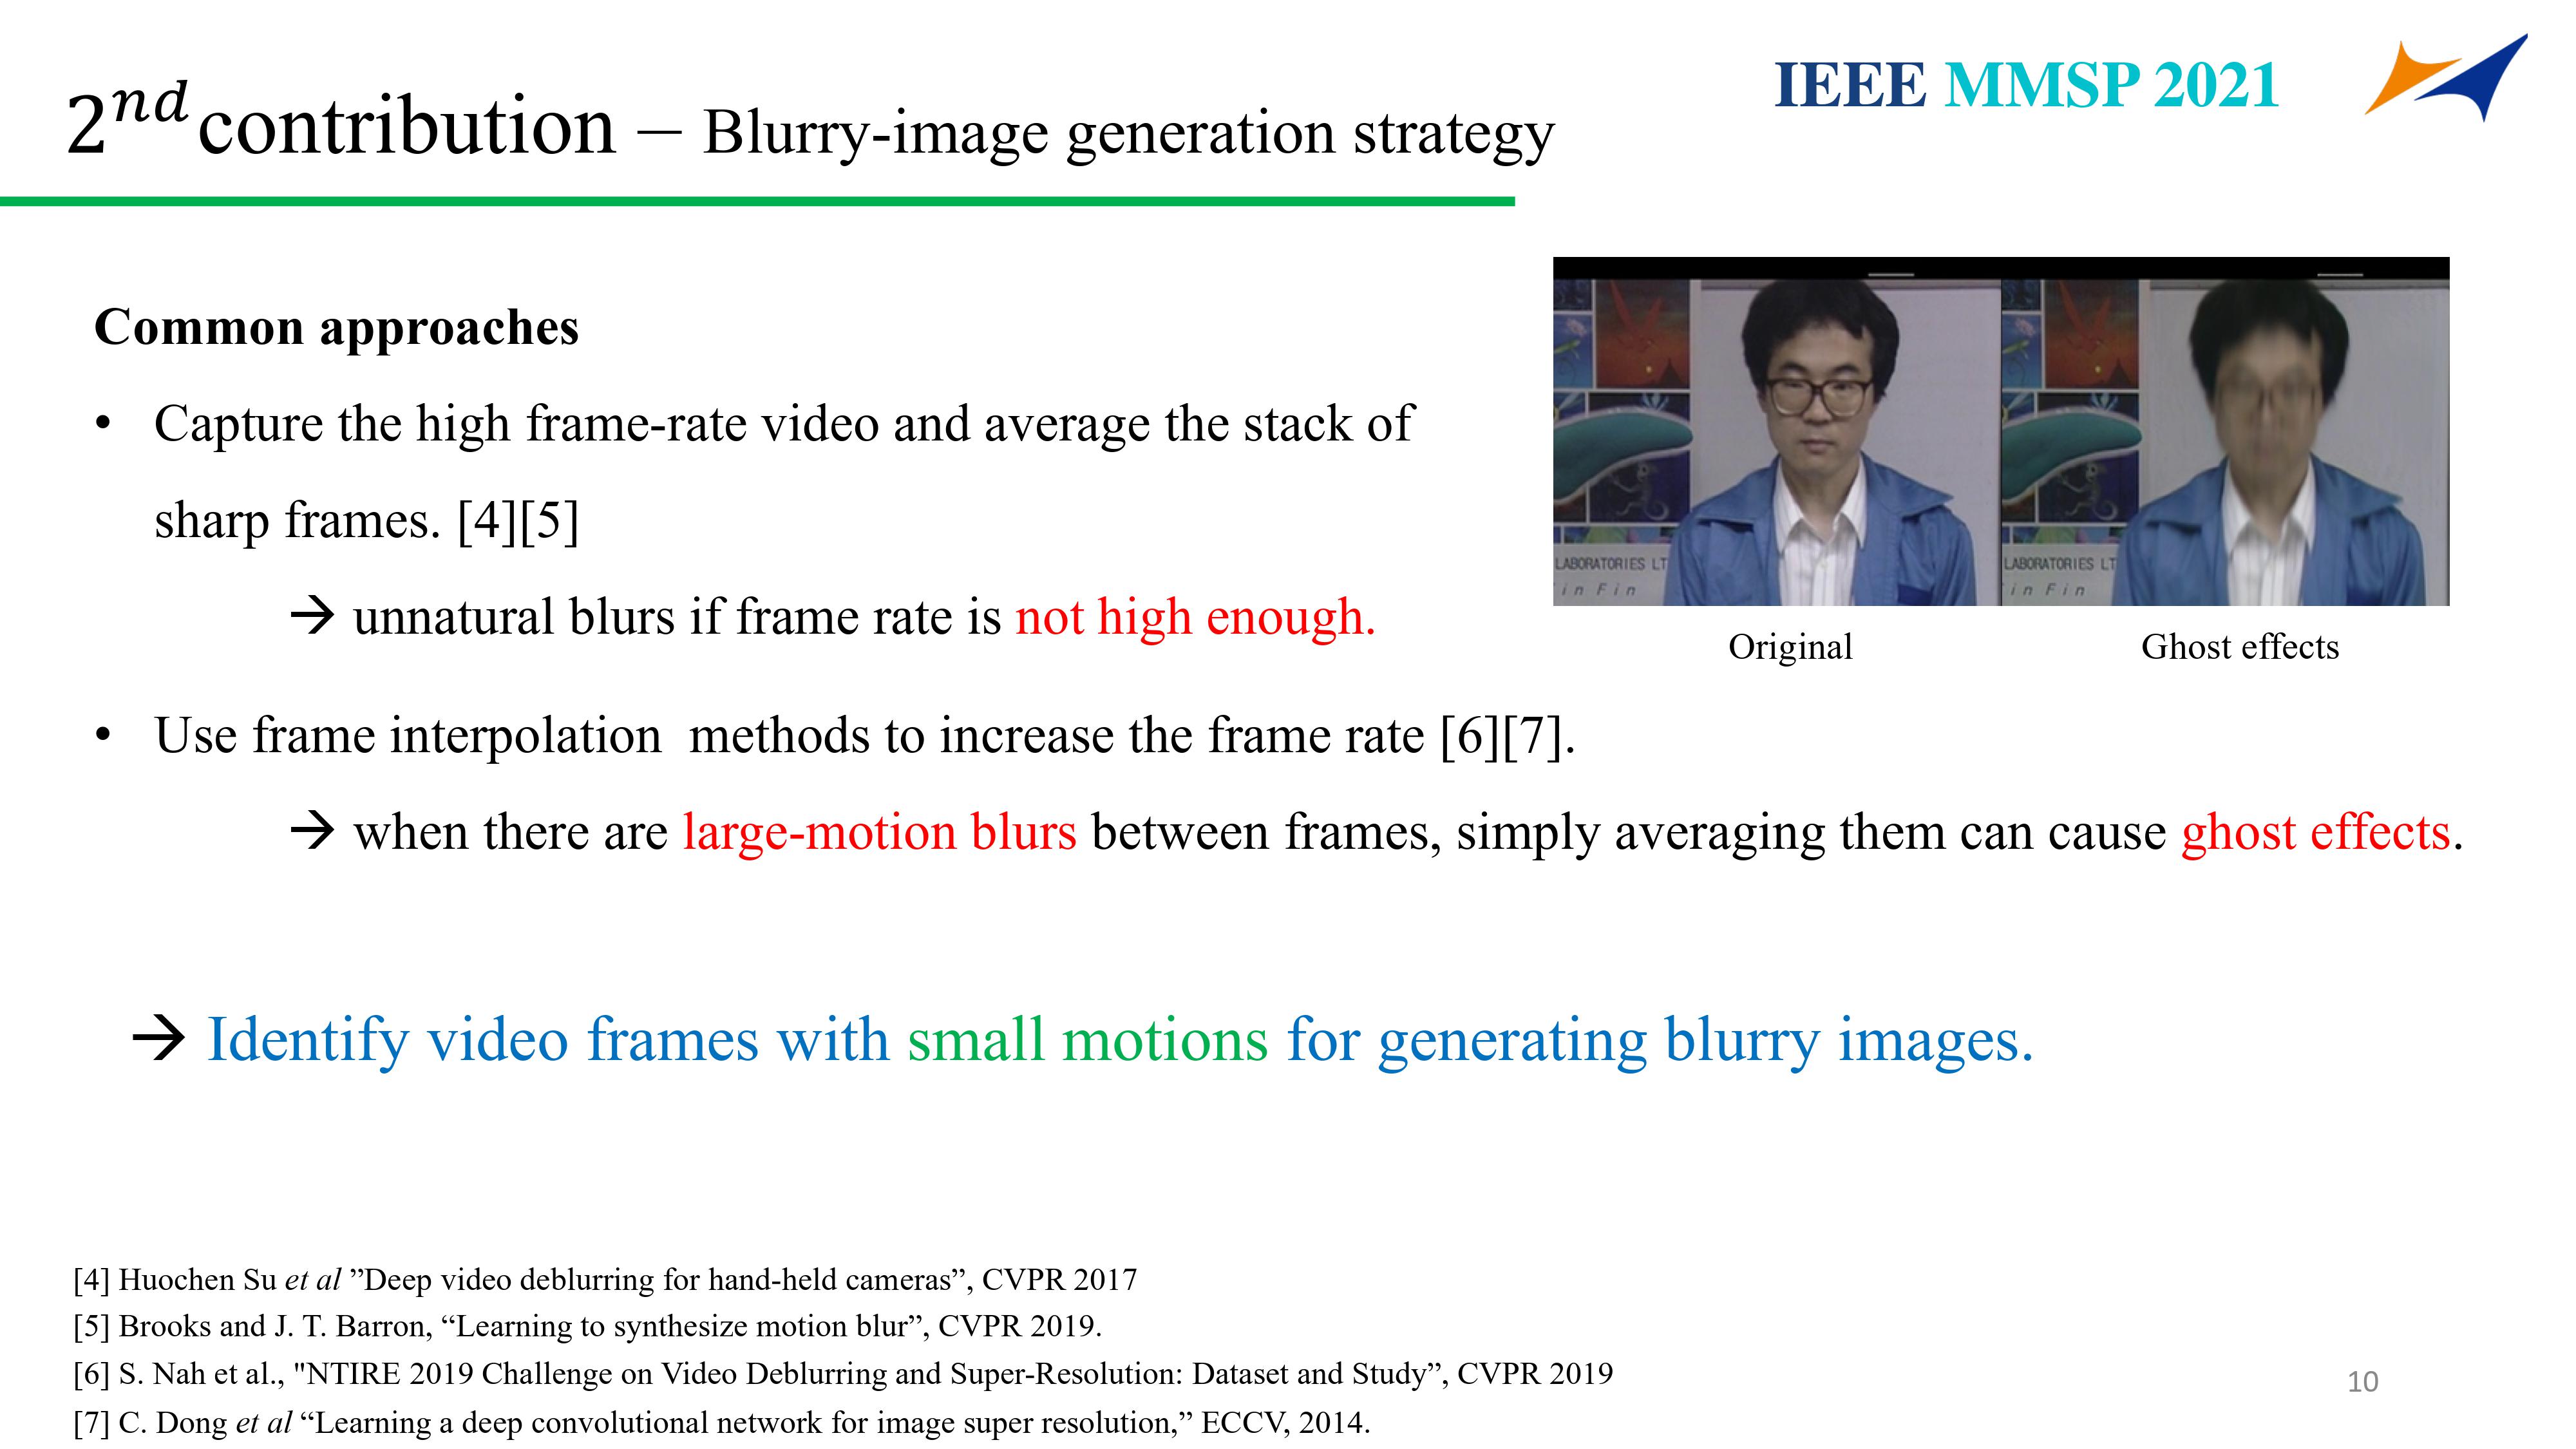 2nd contribution – Blurry-image generation strategy
IEEE MMSP 2021
Common approaches
• Capture the high frame-rate video and average the stack of
sharp frames. [4][5]
→ unnatural blurs if frame rate is not high enough.
LABORATORIES LT
in Fin
LABORATORIES LT
in Fin
Original
Ghost effects
• Use frame interpolation  methods to increase the frame rate [6][7].
→ when there are large-motion blurs between frames, simply averaging them can cause ghost effects.
→ Identify video frames with small motions for generating blurry images.
[4] Huochen Su et al ”Deep video deblurring for hand-held cameras”, CVPR 2017
[5] Brooks and J. T. Barron, “Learning to synthesize motion blur”, CVPR 2019.
[6] S. Nah et al., "NTIRE 2019 Challenge on Video Deblurring and Super-Resolution: Dataset and Study”, CVPR 2019
[7] C. Dong et al “Learning a deep convolutional network for image super resolution,” ECCV, 2014.
10